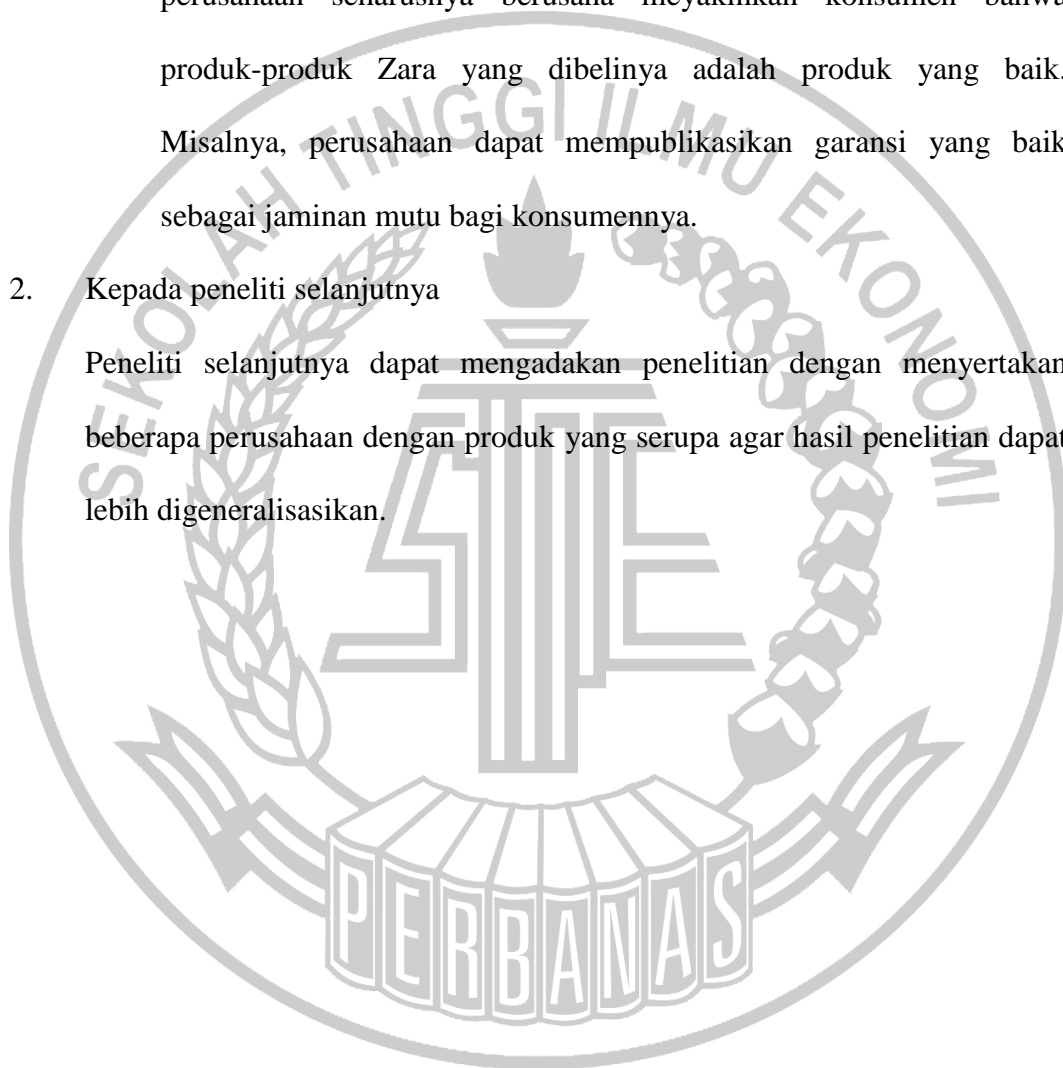 perusahaan seharusnya berusaha meyakinkan konsumen bahwa
produk-produk Zara yang dibelinya adalah produk yang baik.
Misalnya, perusahaan dapat mempublikasikan garansi yang baik
sebagai jaminan mutu bagi konsumennya.
2. Kepada peneliti selanjutnya
Peneliti selanjutnya dapat mengadakan penelitian dengan menyertakan
beberapa perusahaan dengan produk yang serupa agar hasil penelitian dapat
lebih digeneralisasikan.
SEKOLAH TINGGI ILMU EKONOMI
STIE
PERBANAS